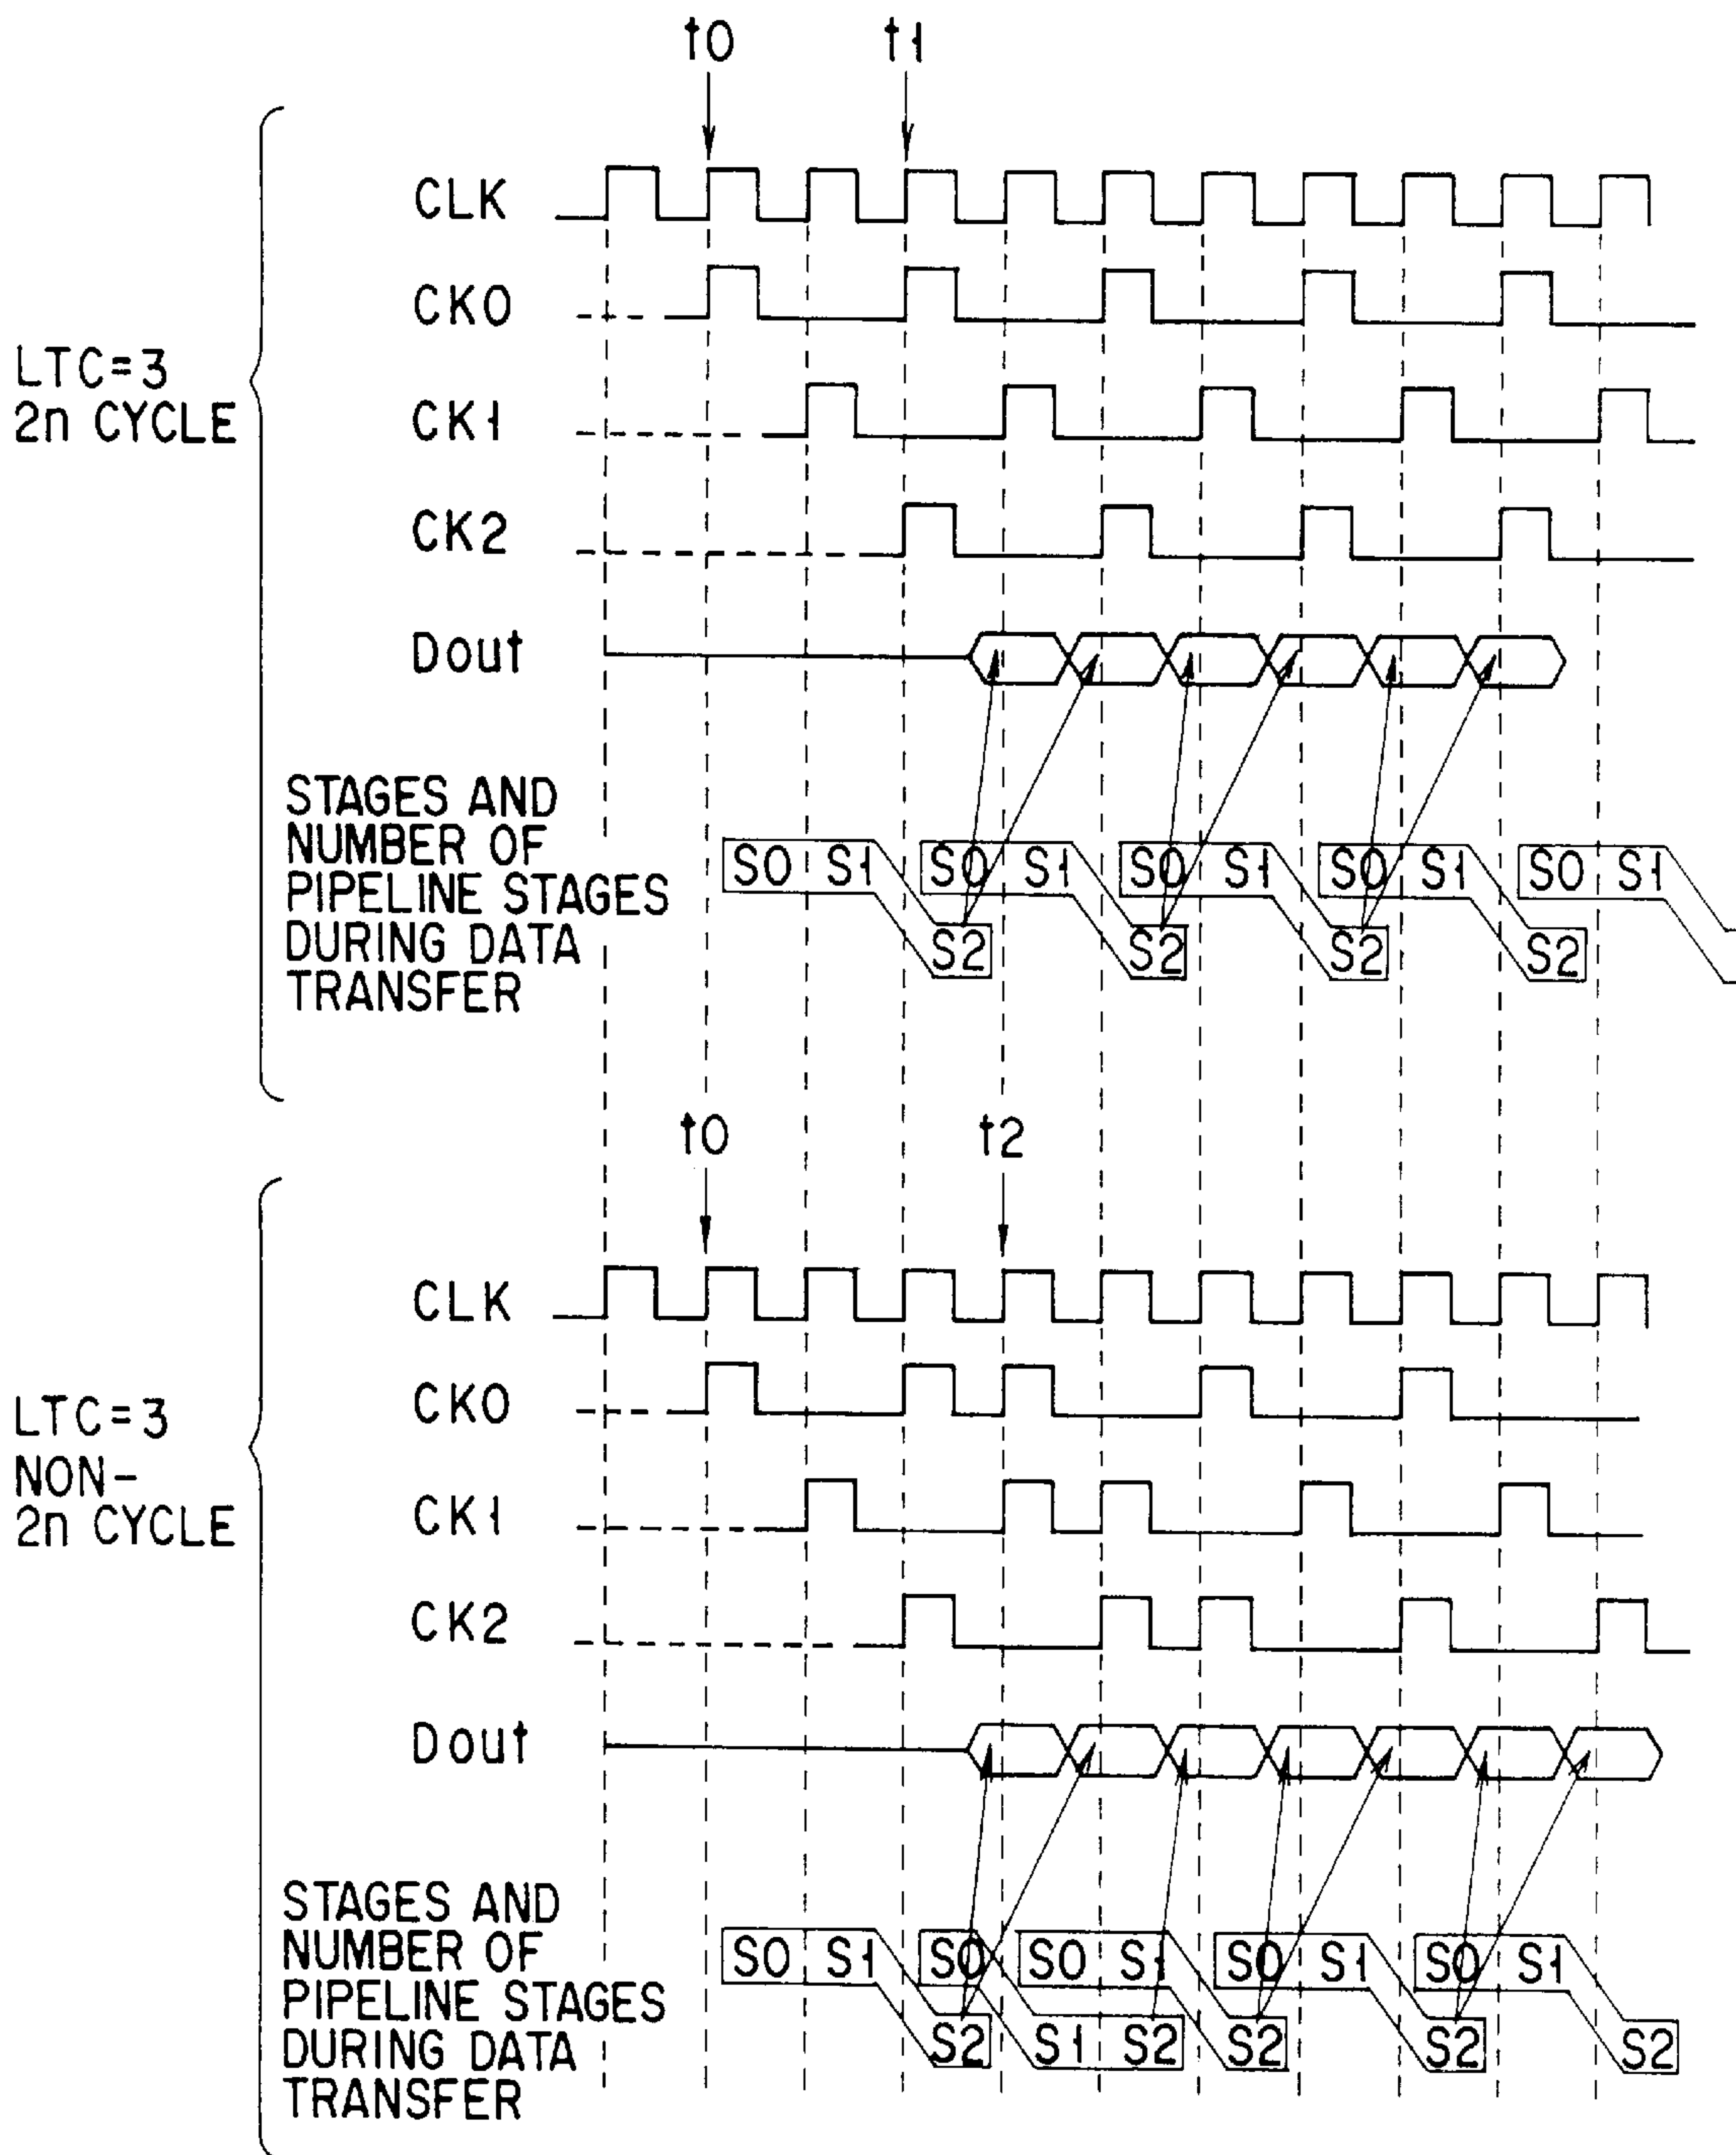 t0 t1
CLK
CK0
LTC=3
2n CYCLE
CK1
CK2
Dout
STAGES AND
NUMBER OF
PIPELINE STAGES
DURING DATA
TRANSFER
S0 S1 S0 S1 S0 S1 S0 S1 S0 S1
S2 S2 S2 S2
t0 t2
CLK
CK0
LTC=3
NON-
2n CYCLE
CK1
CK2
Dout
STAGES AND
NUMBER OF
PIPELINE STAGES
DURING DATA
TRANSFER
S0 S1 S0 S0 S1 S0 S1 S0 S1
S2 S1 S2 S2 S2 S2